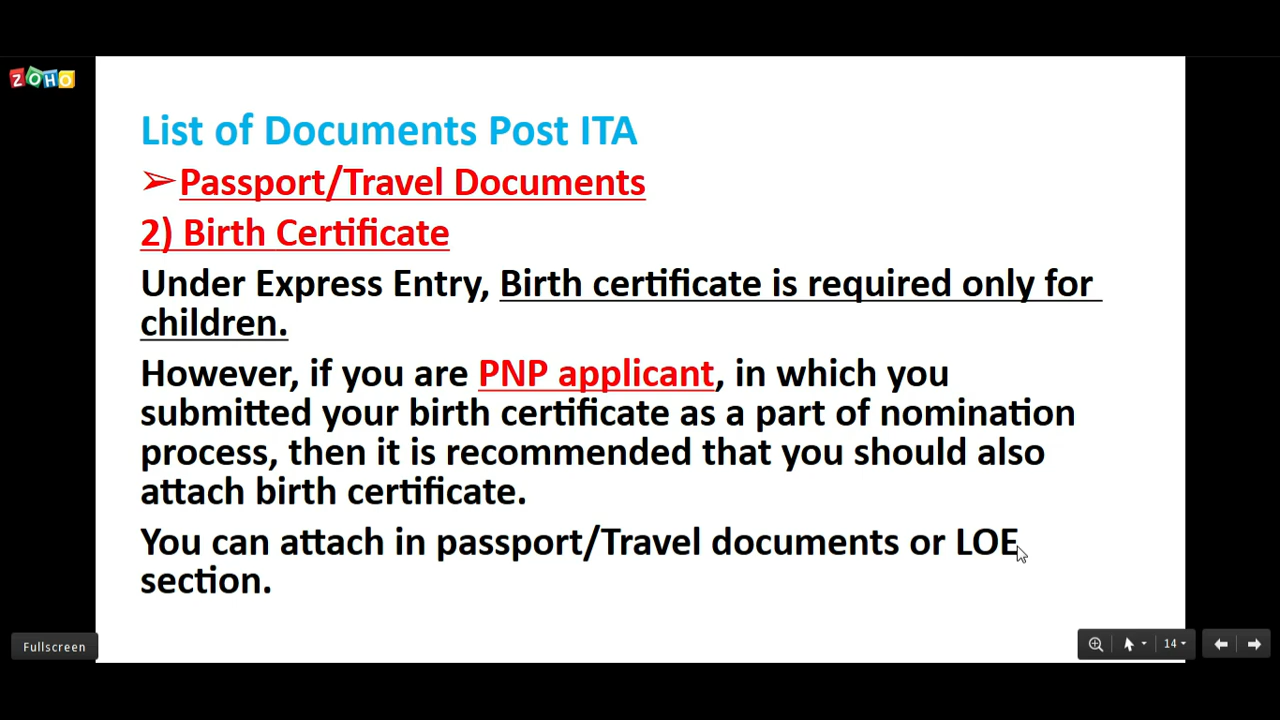 ZOHO
List of Documents Post ITA
➢Passport/Travel Documents
2) Birth Certificate
Under Express Entry, Birth certificate is required only for
children.
However, if you are PNP applicant, in which you
submitted your birth certificate as a part of nomination
process, then it is recommended that you should also
attach birth certificate.
You can attach in passport/Travel documents or LOE
section.
Fullscreen
14